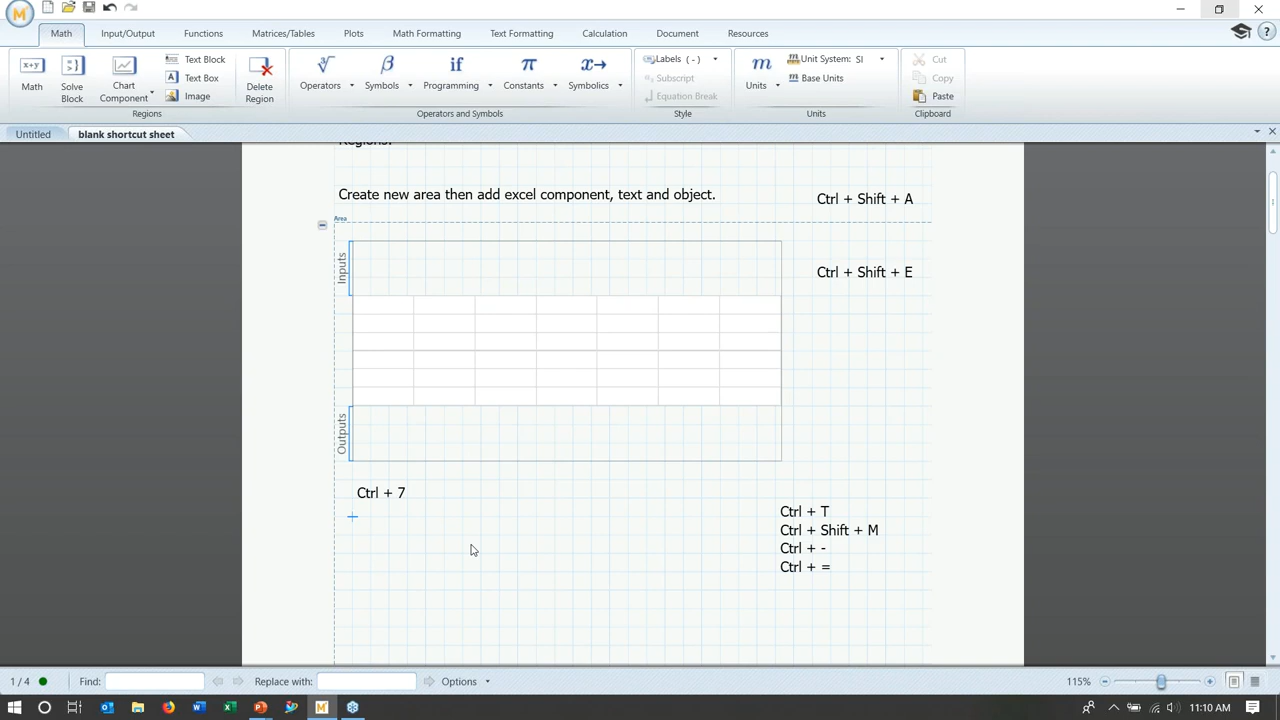 Math
Input/Output
Functions
Matrices/Tables
Plots
Math Formatting
Text Formatting
Calculation
Document
Resources
Math
Solve Block
Chart Component
Text Block
Text Box
Image
Delete Region
Operators
Symbols
Programming
Constants
Symbolics
Labels ( - )
Subscript
Equation Break
Units
Unit System: SI
Base Units
Cut
Copy
Paste
Regions
Operators and Symbols
Style
Units
Clipboard
Untitled
blank shortcut sheet
Regions:
Create new area then add excel component, text and object.
Ctrl + Shift + A
Area
Inputs
Ctrl + Shift + E
Outputs
Ctrl + 7
Ctrl + T
Ctrl + Shift + M
Ctrl + -
Ctrl + =
1 / 4
Find:
Replace with:
Options
115%
11:10 AM